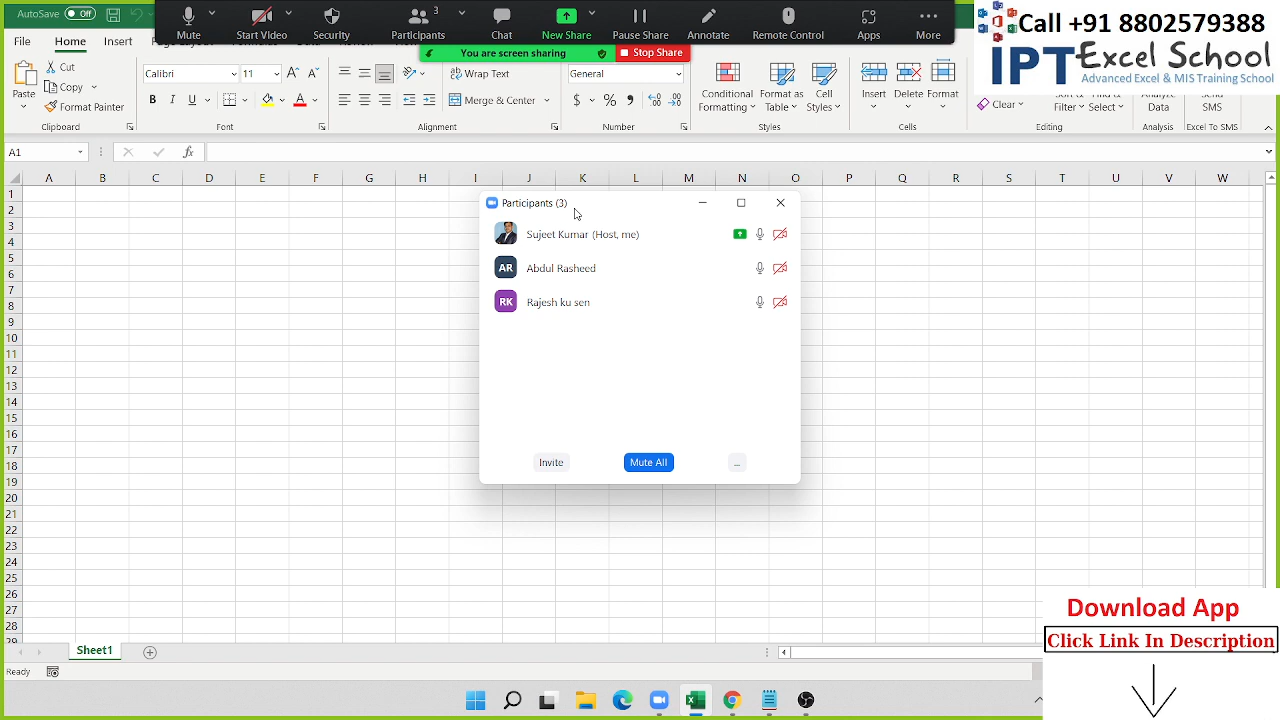 AutoSave Off
Mute
Start Video
Security
3
Participants
Chat
New Share
Pause Share
Annotate
Remote Control
Apps
More
You are screen sharing
Stop Share
Call +91 8802579388
IPT Excel School
Advanced Excel & MIS Training School
File
Home
Insert
Cut
Copy
Format Painter
Paste
Clipboard
Calibri
11
B I U
Font
Wrap Text
Merge & Center
Alignment
General
$ % ,
Number
Conditional Formatting
Format as Table
Cell Styles
Styles
Insert
Delete
Format
Cells
Clear
Filter
Select
Editing
Data
Analysis
SMS
Excel To SMS
A1
fx
A B C D E F G H I J K L M N O P Q R S T U V W
1
2
3
4
5
6
7
8
9
10
11
12
13
14
15
16
17
18
19
20
21
22
23
24
25
26
27
28
29
Participants (3)
Sujeet Kumar (Host, me)
AR Abdul Rasheed
RK Rajesh ku sen
Invite
Mute All
...
Sheet1
Ready
Download App
Click Link In Description